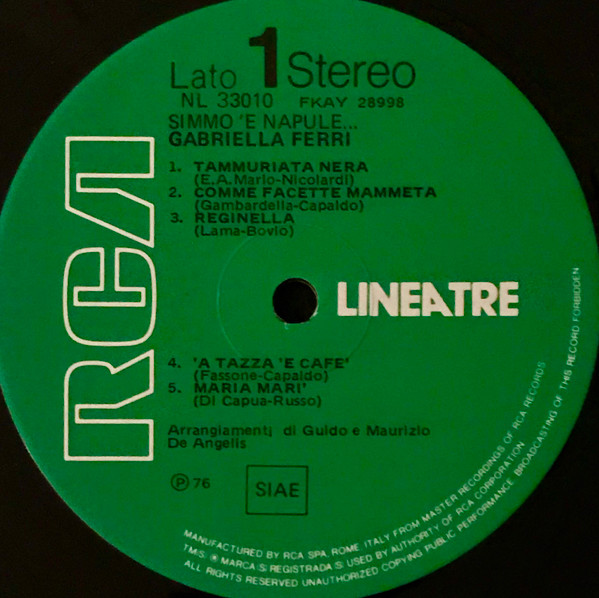 Lato 1 Stereo
NL 33010 FKAY 28998
SIMMO 'E NAPULE...
GABRIELLA FERRI
1. TAMMURIATA NERA
(E.A.Mario-Nicolardi)
2. COMME FACETTE MAMMETA
(Gambardella-Capaldo)
3. REGINELLA
(Lama-Bovio)
RCA
LINEATRE
4. 'A TAZZA 'E CAFE'
(Fassone-Capaldo)
5. MARIA MARI'
(Di Capua-Russo)
Arrangiamenti di Guido e Maurizio
De Angelis
Ⓟ 76
SIAE
MANUFACTURED BY RCA SPA, ROME, ITALY, FROM MASTER RECORDINGS OF RCA RECORDS
TM(S) ® MARCA(S) REGISTRADA(S) USED BY AUTHORITY OF RCA CORPORATION
ALL RIGHTS RESERVED UNAUTHORIZED COPYING PUBLIC PERFORMANCE BROADCASTING OF THIS RECORD FORBIDDEN